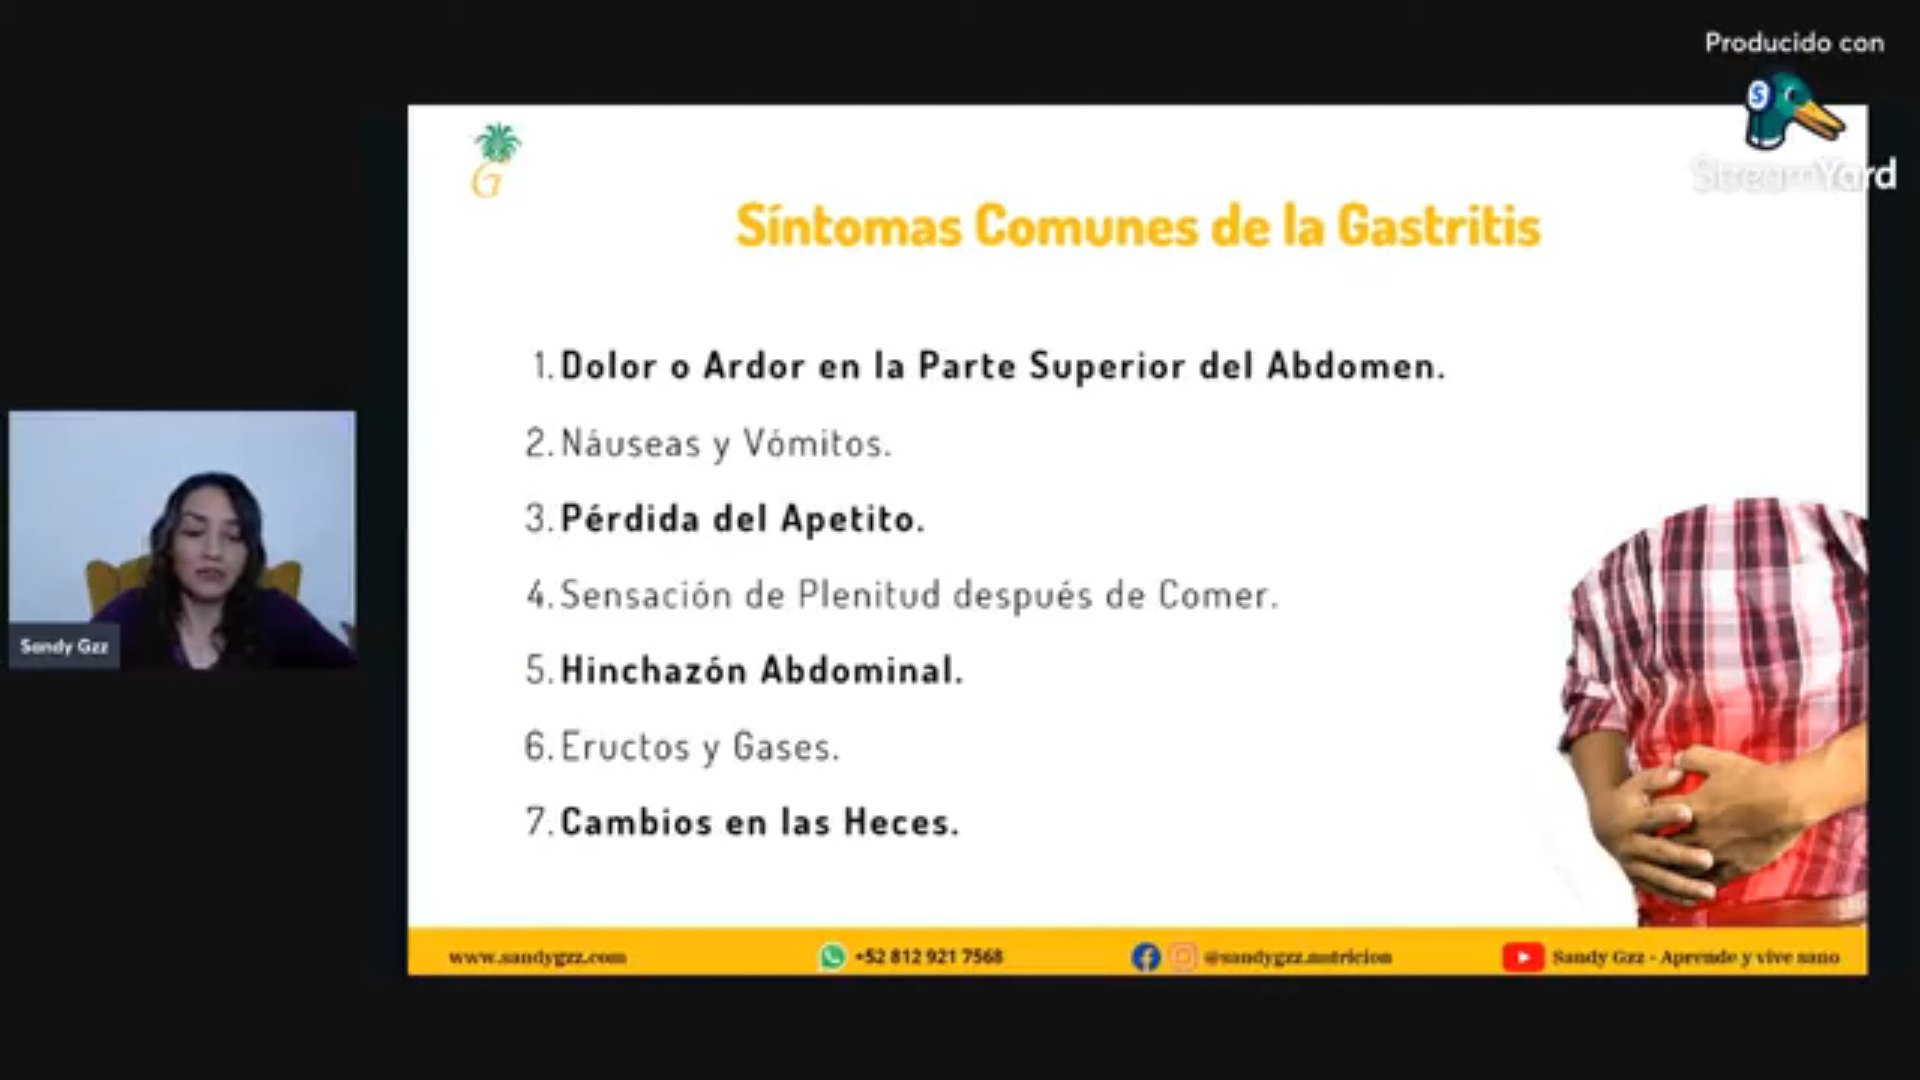 Producido con
S
StreamYard
G
Síntomas Comunes de la Gastritis
1. Dolor o Ardor en la Parte Superior del Abdomen.
2. Náuseas y Vómitos.
3. Pérdida del Apetito.
4. Sensación de Plenitud después de Comer.
5. Hinchazón Abdominal.
6. Eructos y Gases.
7. Cambios en las Heces.
Sandy Gzz
www.sandygzz.com
+52 812 921 7568
@sandygzz.nutricion
Sandy Gzz - Aprende y vive sano